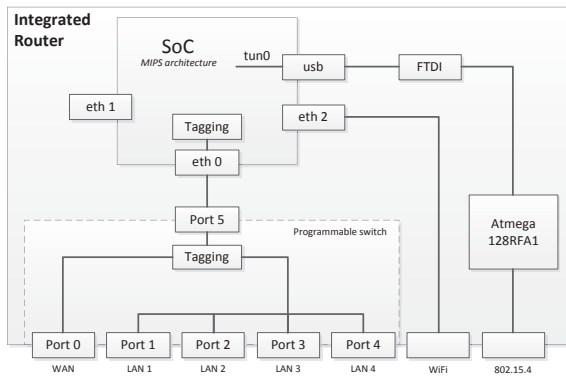 Integrated
Router
SoC
MIPS architecture
tun0
usb
FTDI
eth 1
eth 2
Tagging
eth 0
Port 5
Programmable switch
Atmega
128RFA1
Tagging
Port 0
Port 1
Port 2
Port 3
Port 4
WAN
LAN 1
LAN 2
LAN 3
LAN 4
WiFi
802.15.4